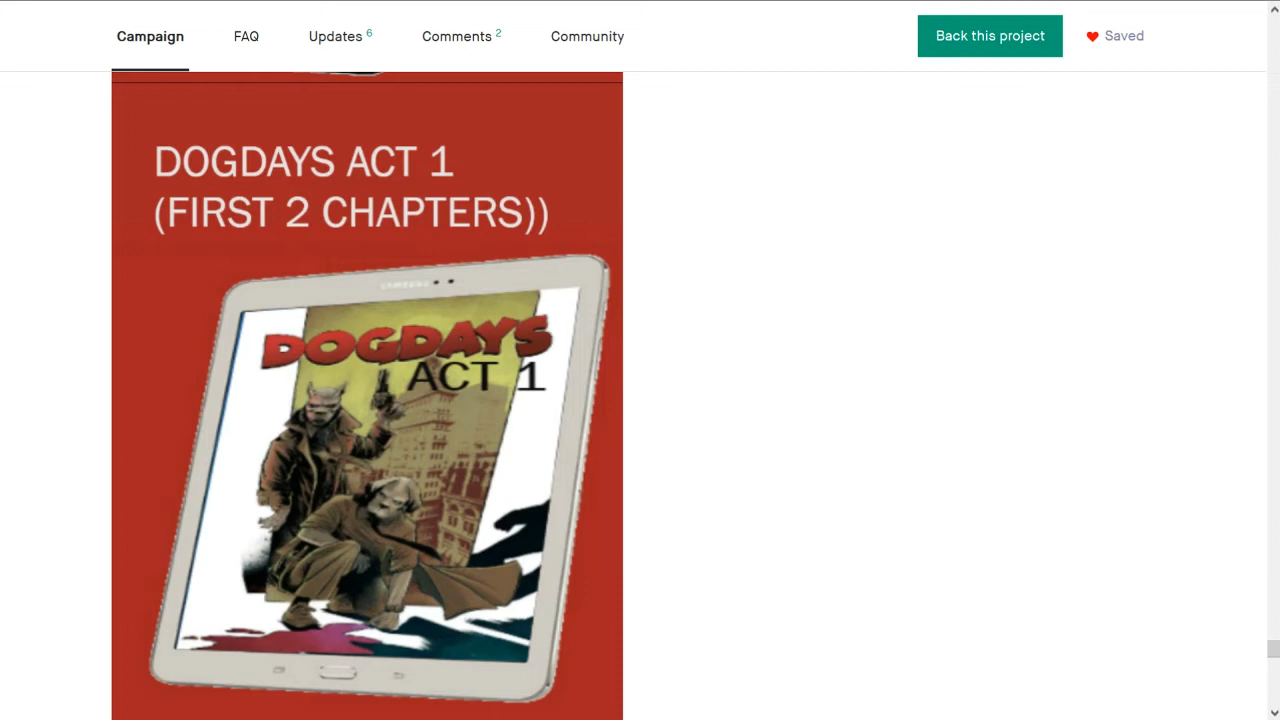 Campaign FAQ Updates 6 Comments 2 Community Back this project Saved
DOGDAYS ACT 1
(FIRST 2 CHAPTERS))
SAMSUNG
DOGDAYS
ACT 1